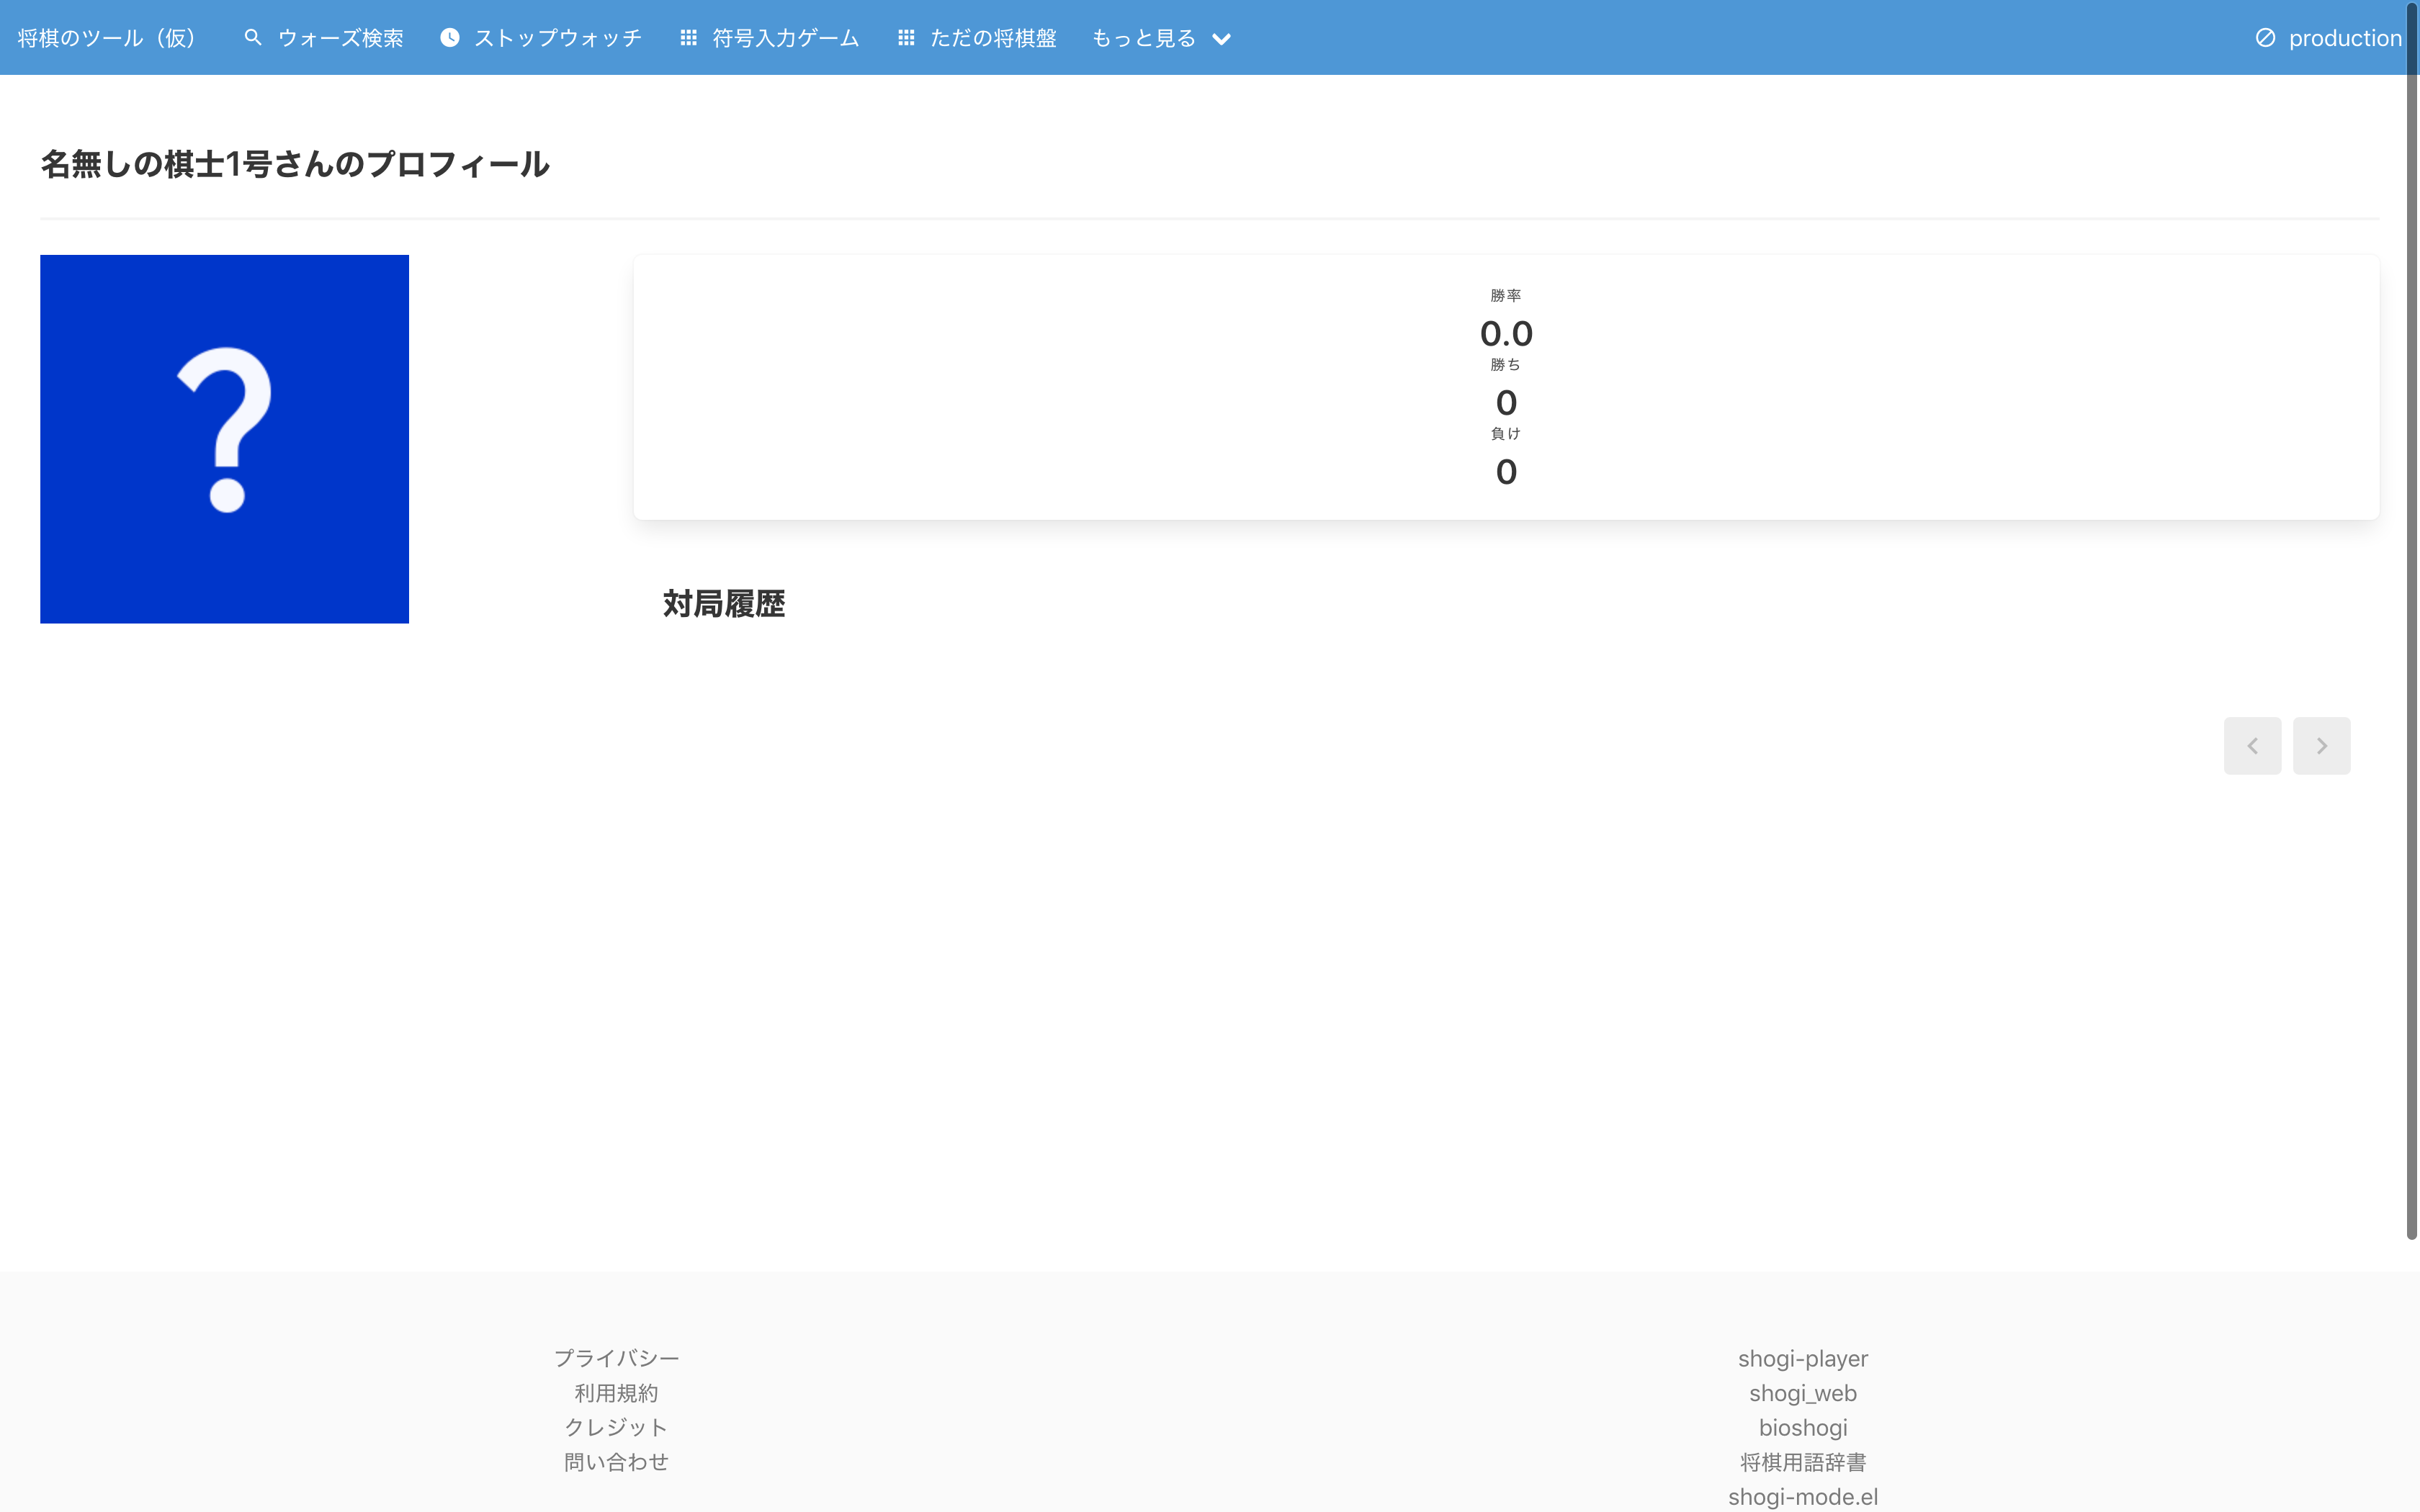 将棋のツール（仮） ウォーズ検索 ストップウォッチ 符号入力ゲーム ただの将棋盤 もっと見る production
名無しの棋士1号さんのプロフィール
?
勝率
0.0
勝ち
0
負け
0
対局履歴
プライバシー
利用規約
クレジット
問い合わせ
shogi-player
shogi_web
bioshogi
将棋用語辞書
shogi-mode.el